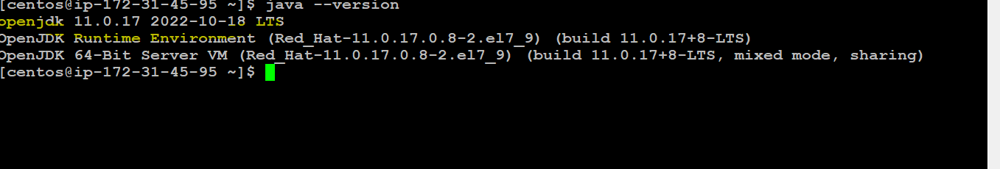 [centos@ip-172-31-45-95 ~]$ java --version
openjdk 11.0.17 2022-10-18 LTS
OpenJDK Runtime Environment (Red_Hat-11.0.17.0.8-2.el7_9) (build 11.0.17+8-LTS)
OpenJDK 64-Bit Server VM (Red_Hat-11.0.17.0.8-2.el7_9) (build 11.0.17+8-LTS, mixed mode, sharing)
[centos@ip-172-31-45-95 ~]$